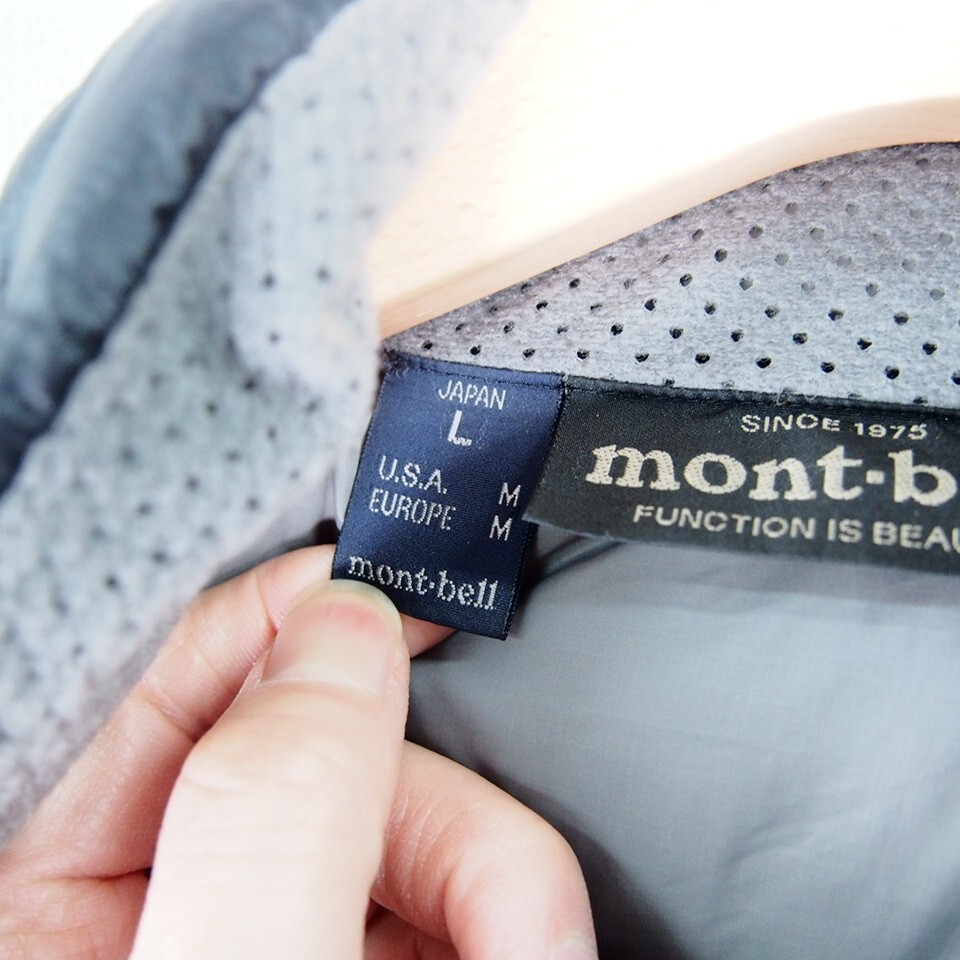 JAPAN
L
U.S.A. M
EUROPE M
mont·bell
SINCE 1975
mont·b
FUNCTION IS BEAU